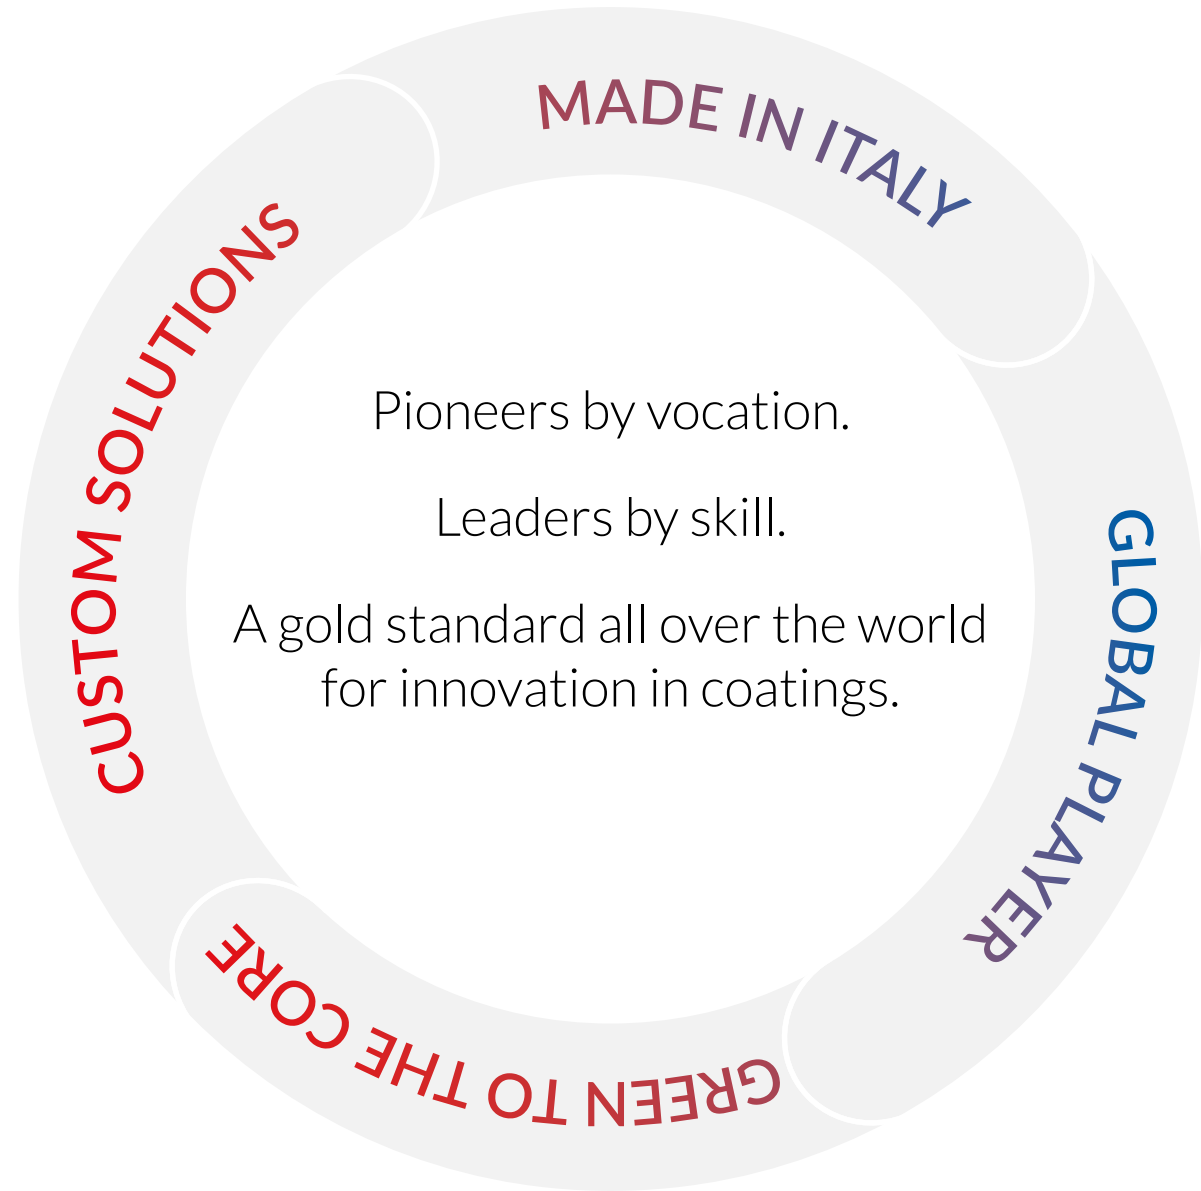 MADE IN ITALY
GLOBAL PLAYER
GREEN TO THE CORE
CUSTOM SOLUTIONS
Pioneers by vocation.
Leaders by skill.
A gold standard all over the world
for innovation in coatings.